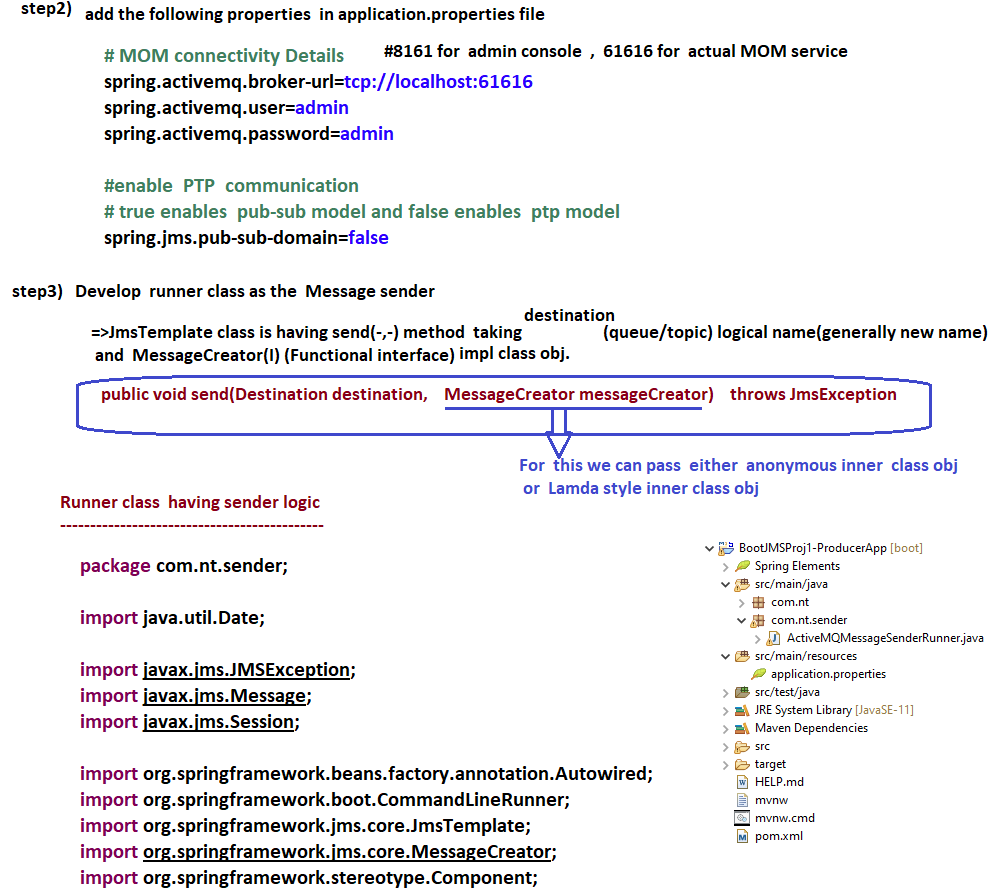 step2) add the following properties in application.properties file
# MOM connectivity Details #8161 for admin console , 61616 for actual MOM service
spring.activemq.broker-url=tcp://localhost:61616
spring.activemq.user=admin
spring.activemq.password=admin
#enable PTP communication
# true enables pub-sub model and false enables ptp model
spring.jms.pub-sub-domain=false
step3) Develop runner class as the Message sender
=>JmsTemplate class is having send(-,-) method taking destination (queue/topic) logical name(generally new name)
and MessageCreator(I) (Functional interface) impl class obj.
public void send(Destination destination, MessageCreator messageCreator) throws JmsException
For this we can pass either anonymous inner class obj
or Lamda style inner class obj
Runner class having sender logic
--------------------------------------------
package com.nt.sender;
import java.util.Date;
import javax.jms.JMSException;
import javax.jms.Message;
import javax.jms.Session;
import org.springframework.beans.factory.annotation.Autowired;
import org.springframework.boot.CommandLineRunner;
import org.springframework.jms.core.JmsTemplate;
import org.springframework.jms.core.MessageCreator;
import org.springframework.stereotype.Component;
BootJMSProj1-ProducerApp [boot]
Spring Elements
src/main/java
com.nt
com.nt.sender
ActiveMQMessageSenderRunner.java
src/main/resources
application.properties
src/test/java
JRE System Library [JavaSE-11]
Maven Dependencies
src
target
HELP.md
mvnw
mvnw.cmd
pom.xml